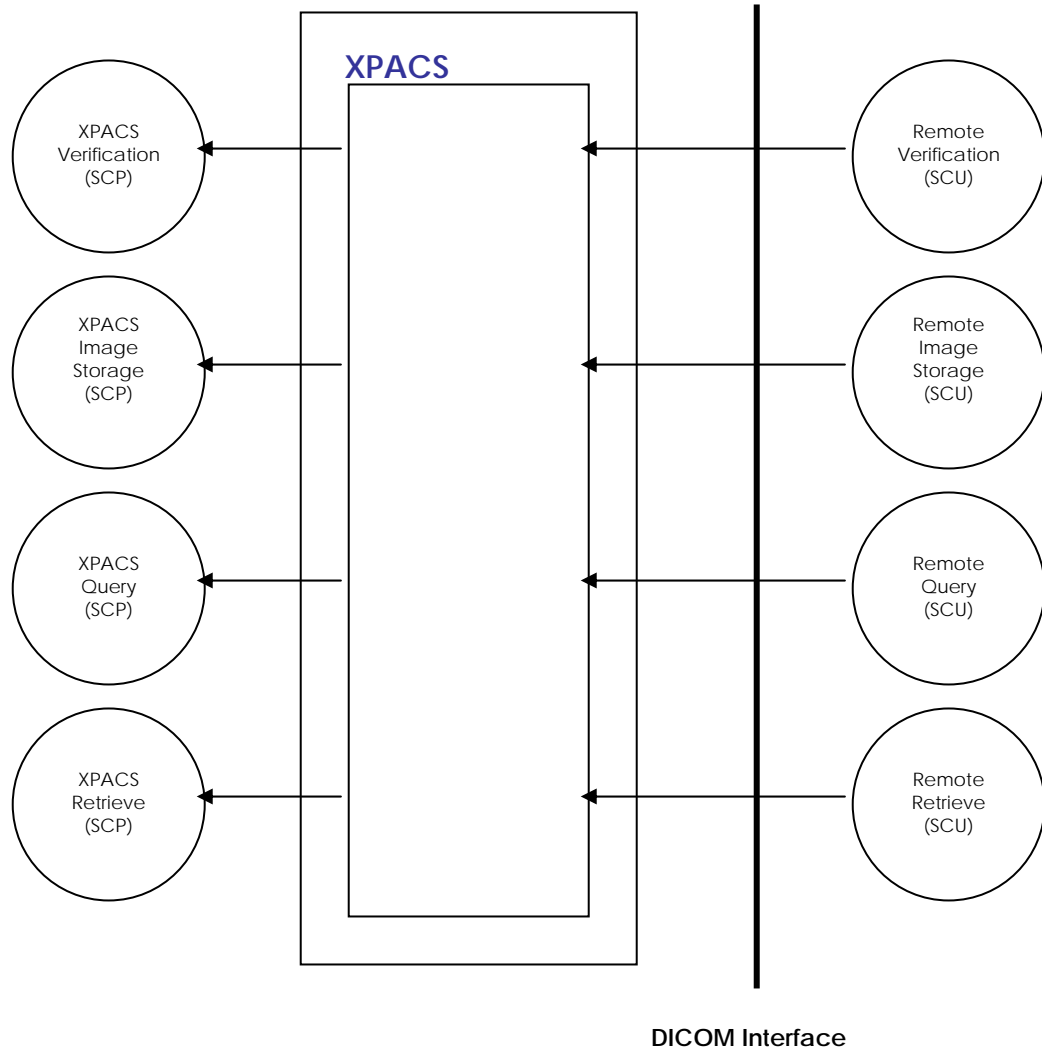 XPACS
XPACS
Verification
(SCP)
Remote
Verification
(SCU)
XPACS
Image
Storage
(SCP)
Remote
Image
Storage
(SCU)
XPACS
Query
(SCP)
Remote
Query
(SCU)
XPACS
Retrieve
(SCP)
Remote
Retrieve
(SCU)
DICOM Interface